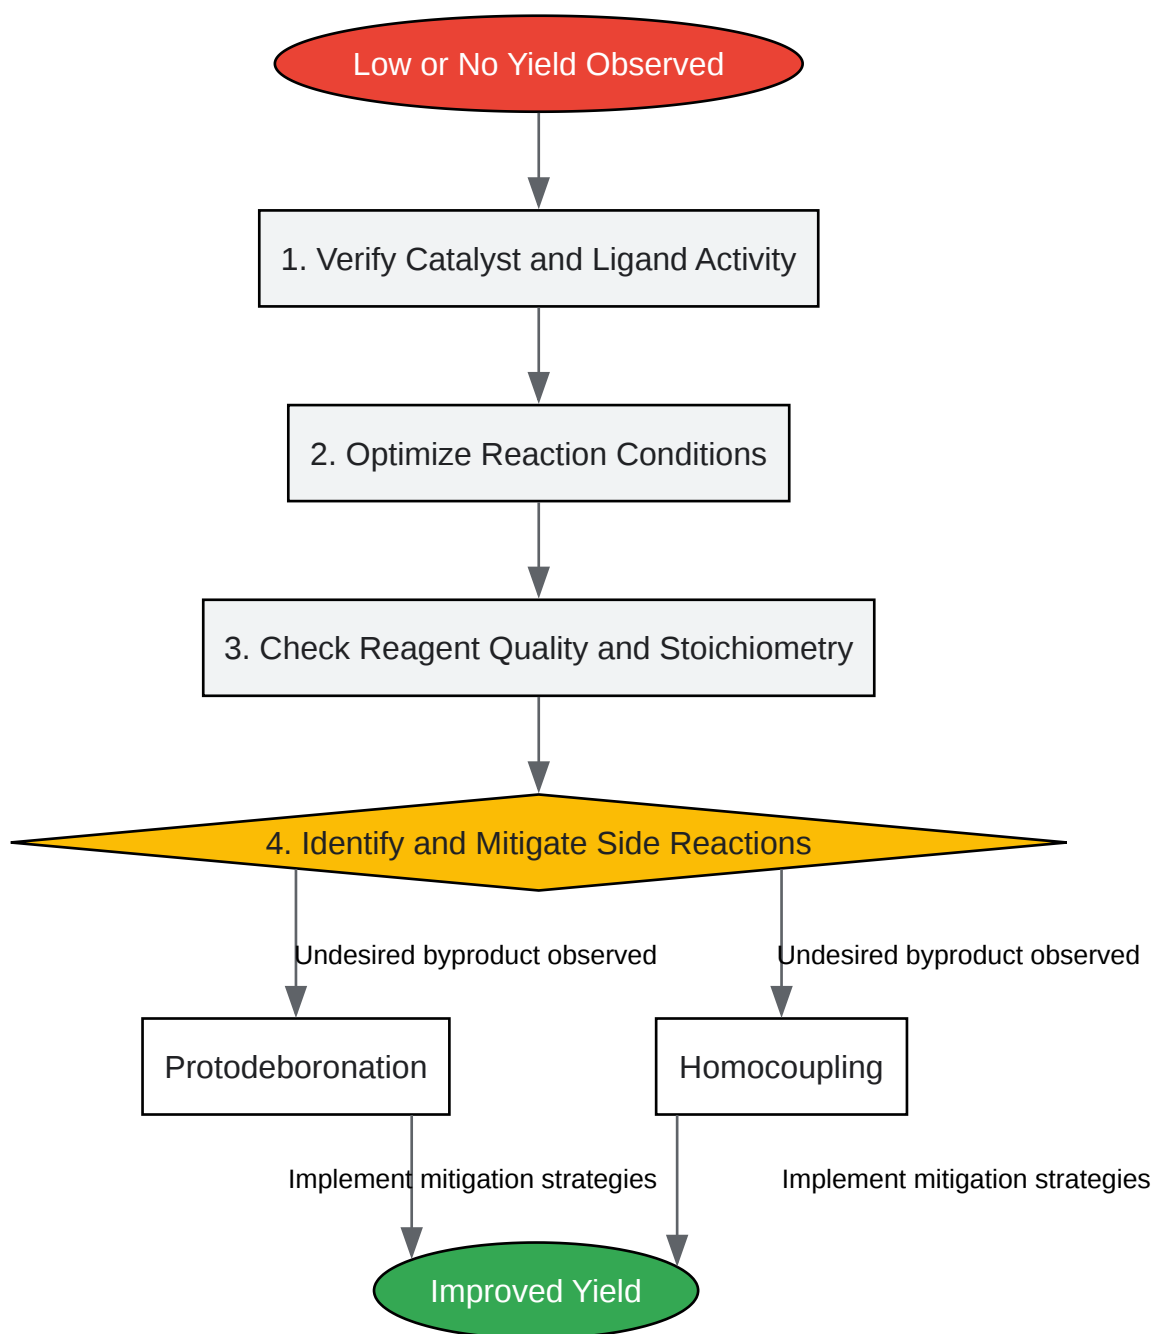 Low or No Yield Observed
1. Verify Catalyst and Ligand Activity
2. Optimize Reaction Conditions
3. Check Reagent Quality and Stoichiometry
4. Identify and Mitigate Side Reactions
Undesired byproduct observed
Undesired byproduct observed
Protodeboronation
Homocoupling
Implement mitigation strategies
Implement mitigation strategies
Improved Yield